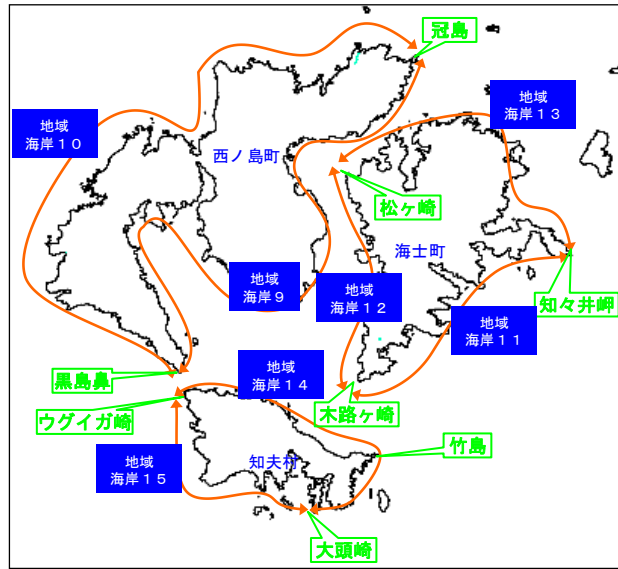 冠島
地域
海岸１３
地域
海岸１０
西ノ島町
松ヶ崎
海士町
地域
海岸９
地域
海岸１２
知々井岬
地域
海岸１１
地域
海岸１４
黒島鼻
木路ヶ崎
ウグイガ崎
竹島
知夫村
地域
海岸１５
大頭崎